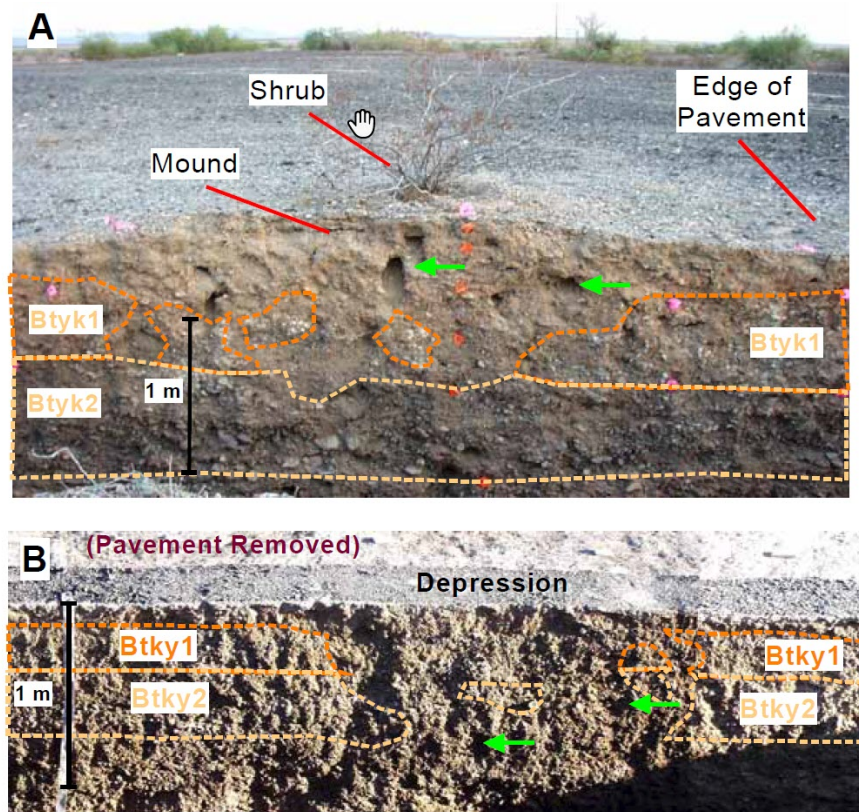 A
Shrub
Edge of
Pavement
Mound
Btyk1
Btyk1
1 m
Btyk2
B
(Pavement Removed)
Depression
Btky1
Btky1
1 m
Btky2
Btky2